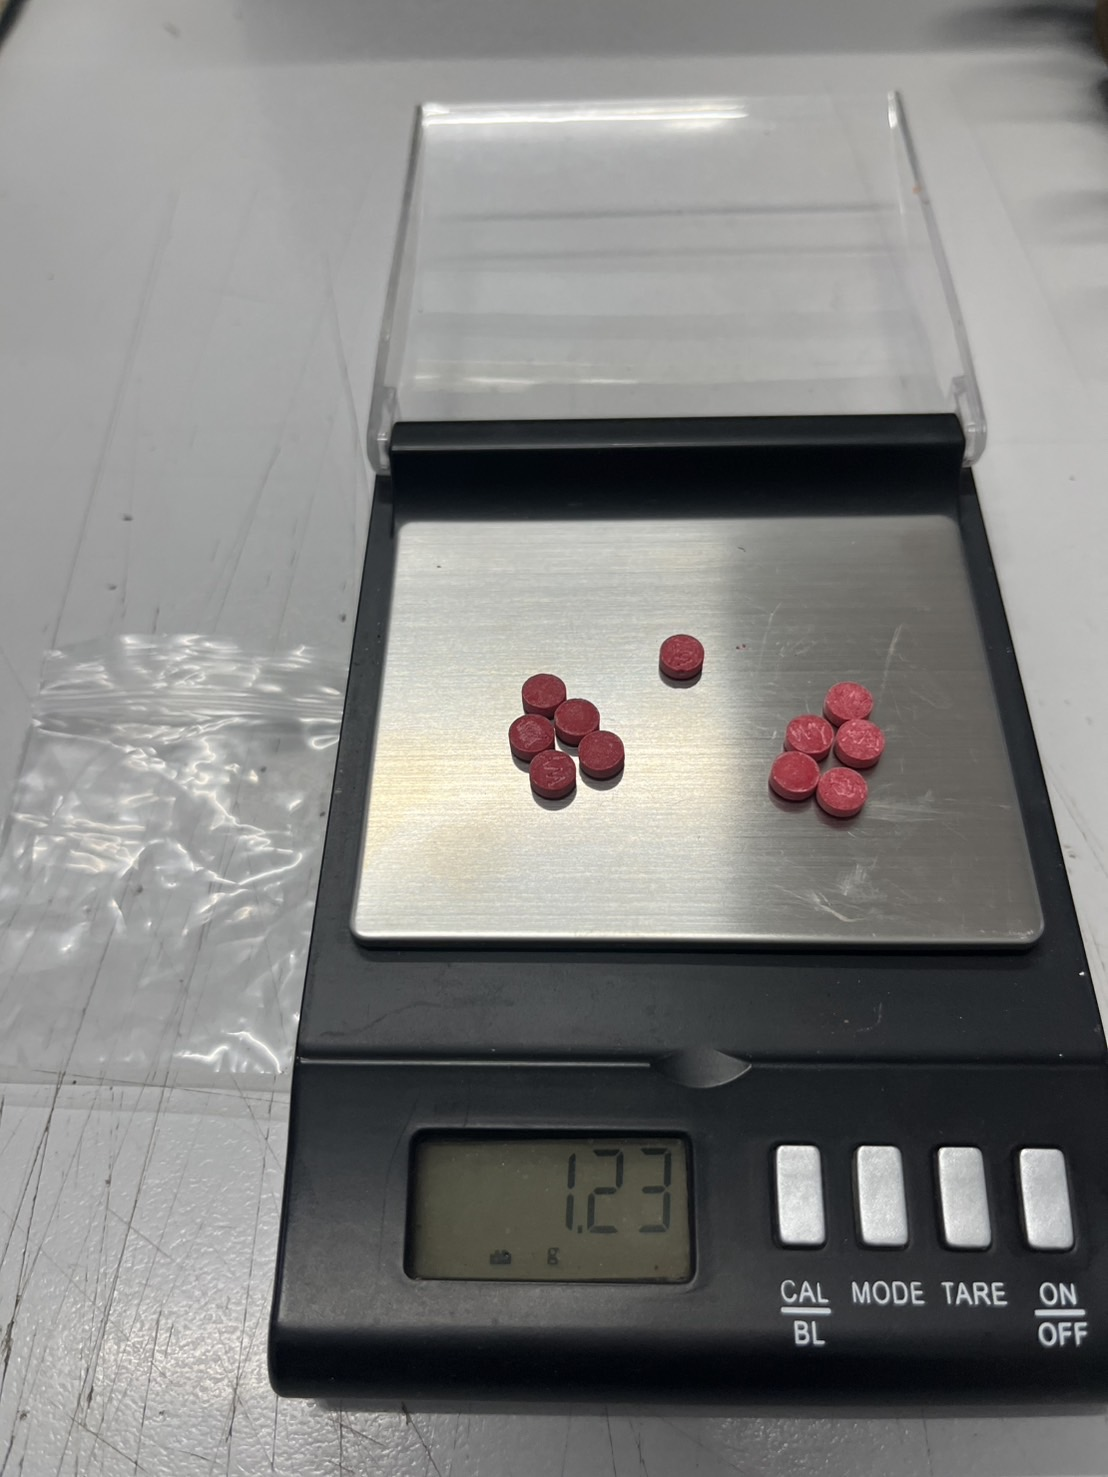 1.23
g
CAL MODE TARE ON
BL OFF